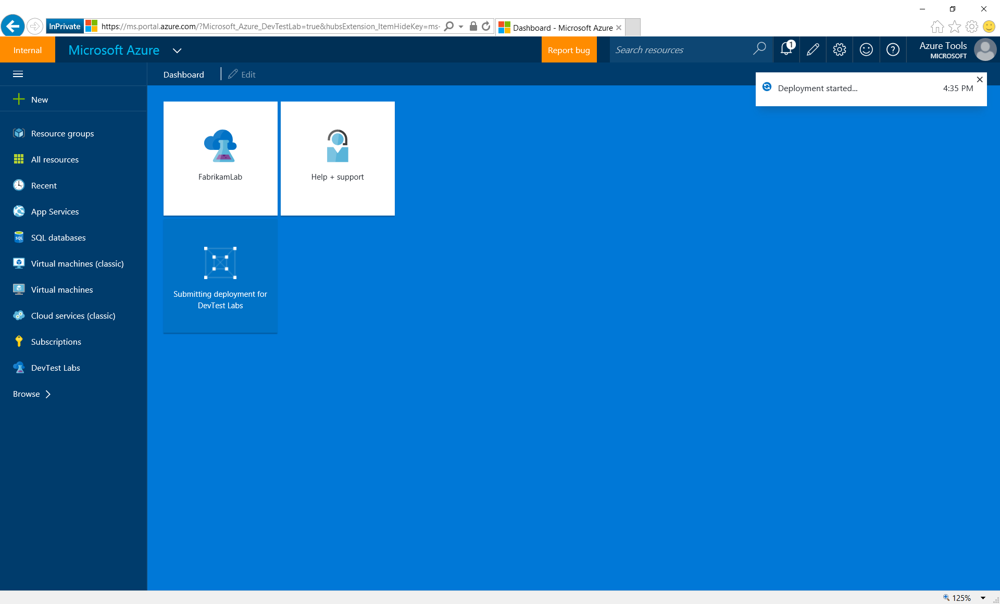 InPrivate
https://ms.portal.azure.com/?Microsoft_Azure_DevTestLab=true&hubsExtension_ItemHideKey=ms-
Dashboard - Microsoft Azure
Internal
Microsoft Azure
Report bug
Search resources
1
Azure Tools
MICROSOFT
Dashboard
Edit
Deployment started...
4:35 PM
New
Resource groups
All resources
Recent
App Services
SQL databases
Virtual machines (classic)
Virtual machines
Cloud services (classic)
Subscriptions
DevTest Labs
Browse
FabrikamLab
Help + support
Submitting deployment for
DevTest Labs
125%